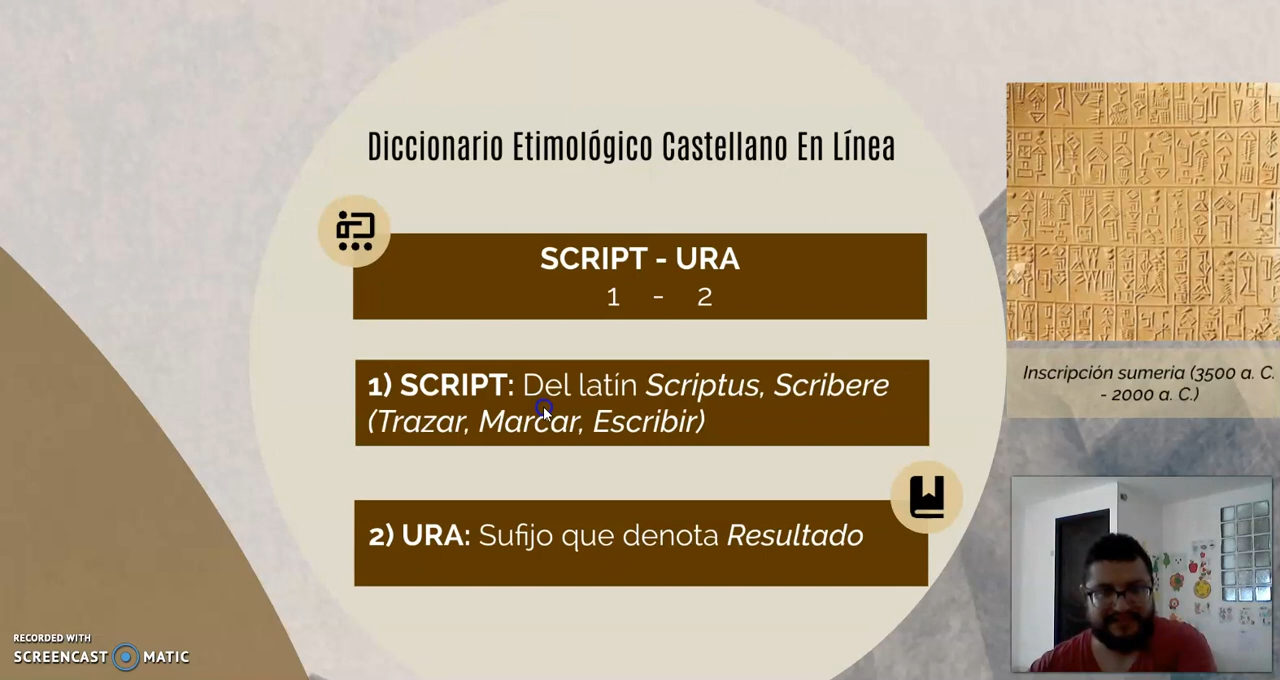 Diccionario Etimológico Castellano En Línea
SCRIPT - URA
1 - 2
1) SCRIPT: Del latín Scriptus, Scribere
(Trazar, Marcar, Escribir)
2) URA: Sufijo que denota Resultado
Inscripción sumeria (3500 a. C.
- 2000 a. C.)
RECORDED WITH
SCREENCAST MATIC